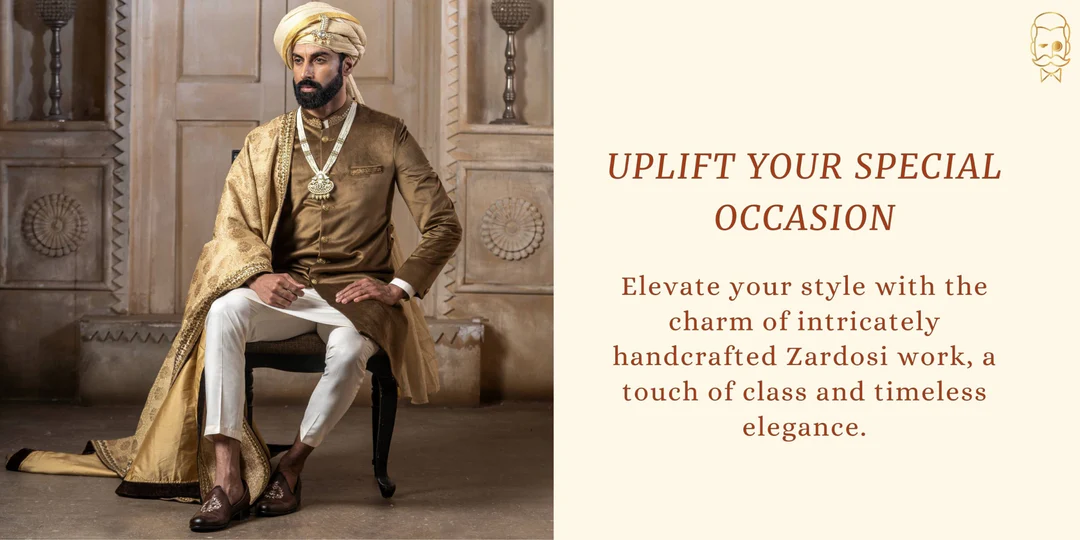 UPLIFT YOUR SPECIAL
OCCASION
Elevate your style with the
charm of intricately
handcrafted Zardosi work, a
touch of class and timeless
elegance.